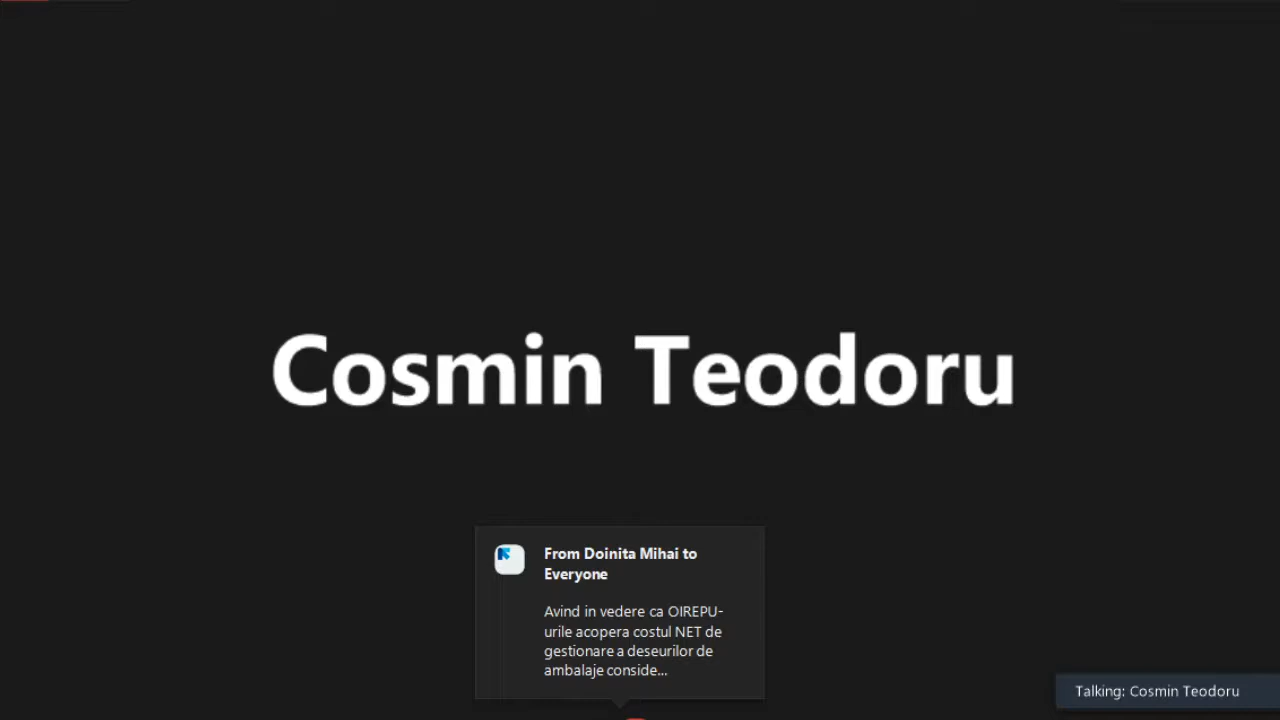 Cosmin Teodoru
From Doinita Mihai to
Everyone
Avind in vedere ca OIREPU-
urile acopera costul NET de
gestionare a deseurilor de
ambalaje conside...
Talking: Cosmin Teodoru